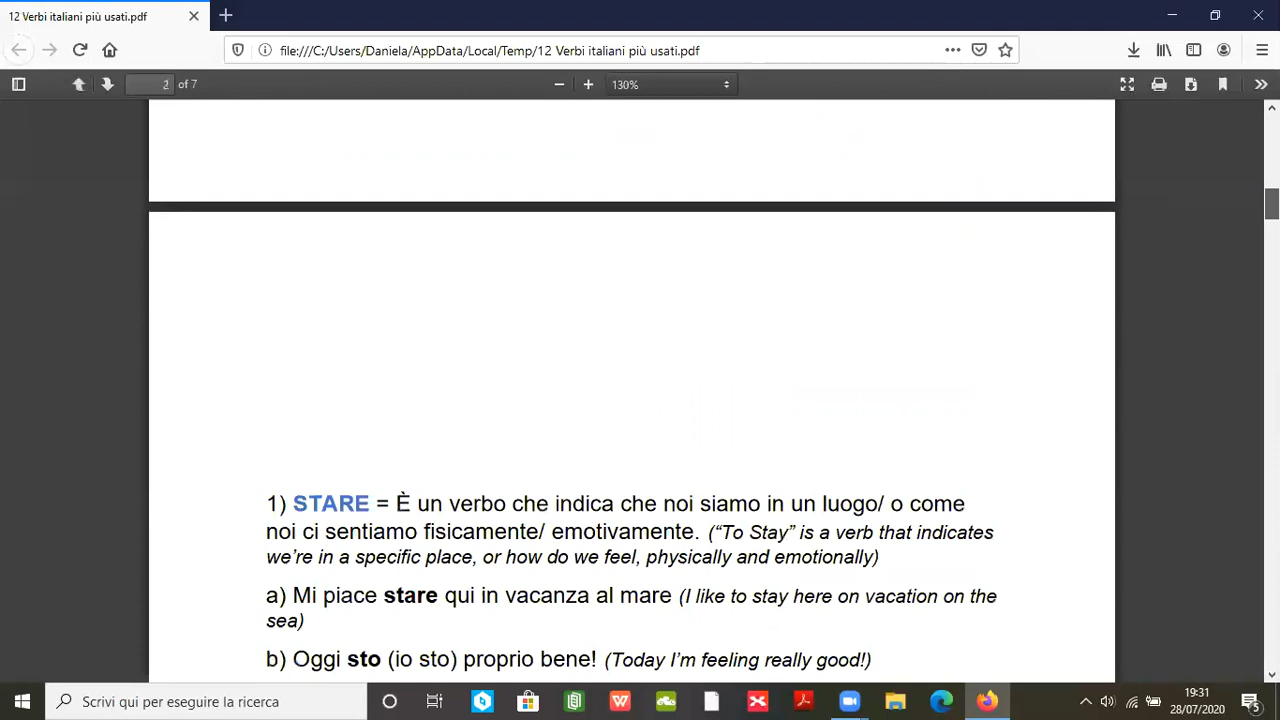 12 Verbi italiani più usati.pdf
file:///C:/Users/Daniela/AppData/Local/Temp/12 Verbi italiani più usati.pdf
2 of 7
130%
1) STARE = È un verbo che indica che noi siamo in un luogo/ o come
noi ci sentiamo fisicamente/ emotivamente. (“To Stay” is a verb that indicates
we’re in a specific place, or how do we feel, physically and emotionally)
a) Mi piace stare qui in vacanza al mare (I like to stay here on vacation on the
sea)
b) Oggi sto (io sto) proprio bene! (Today I’m feeling really good!)
Scrivi qui per eseguire la ricerca
19:31
28/07/2020
5